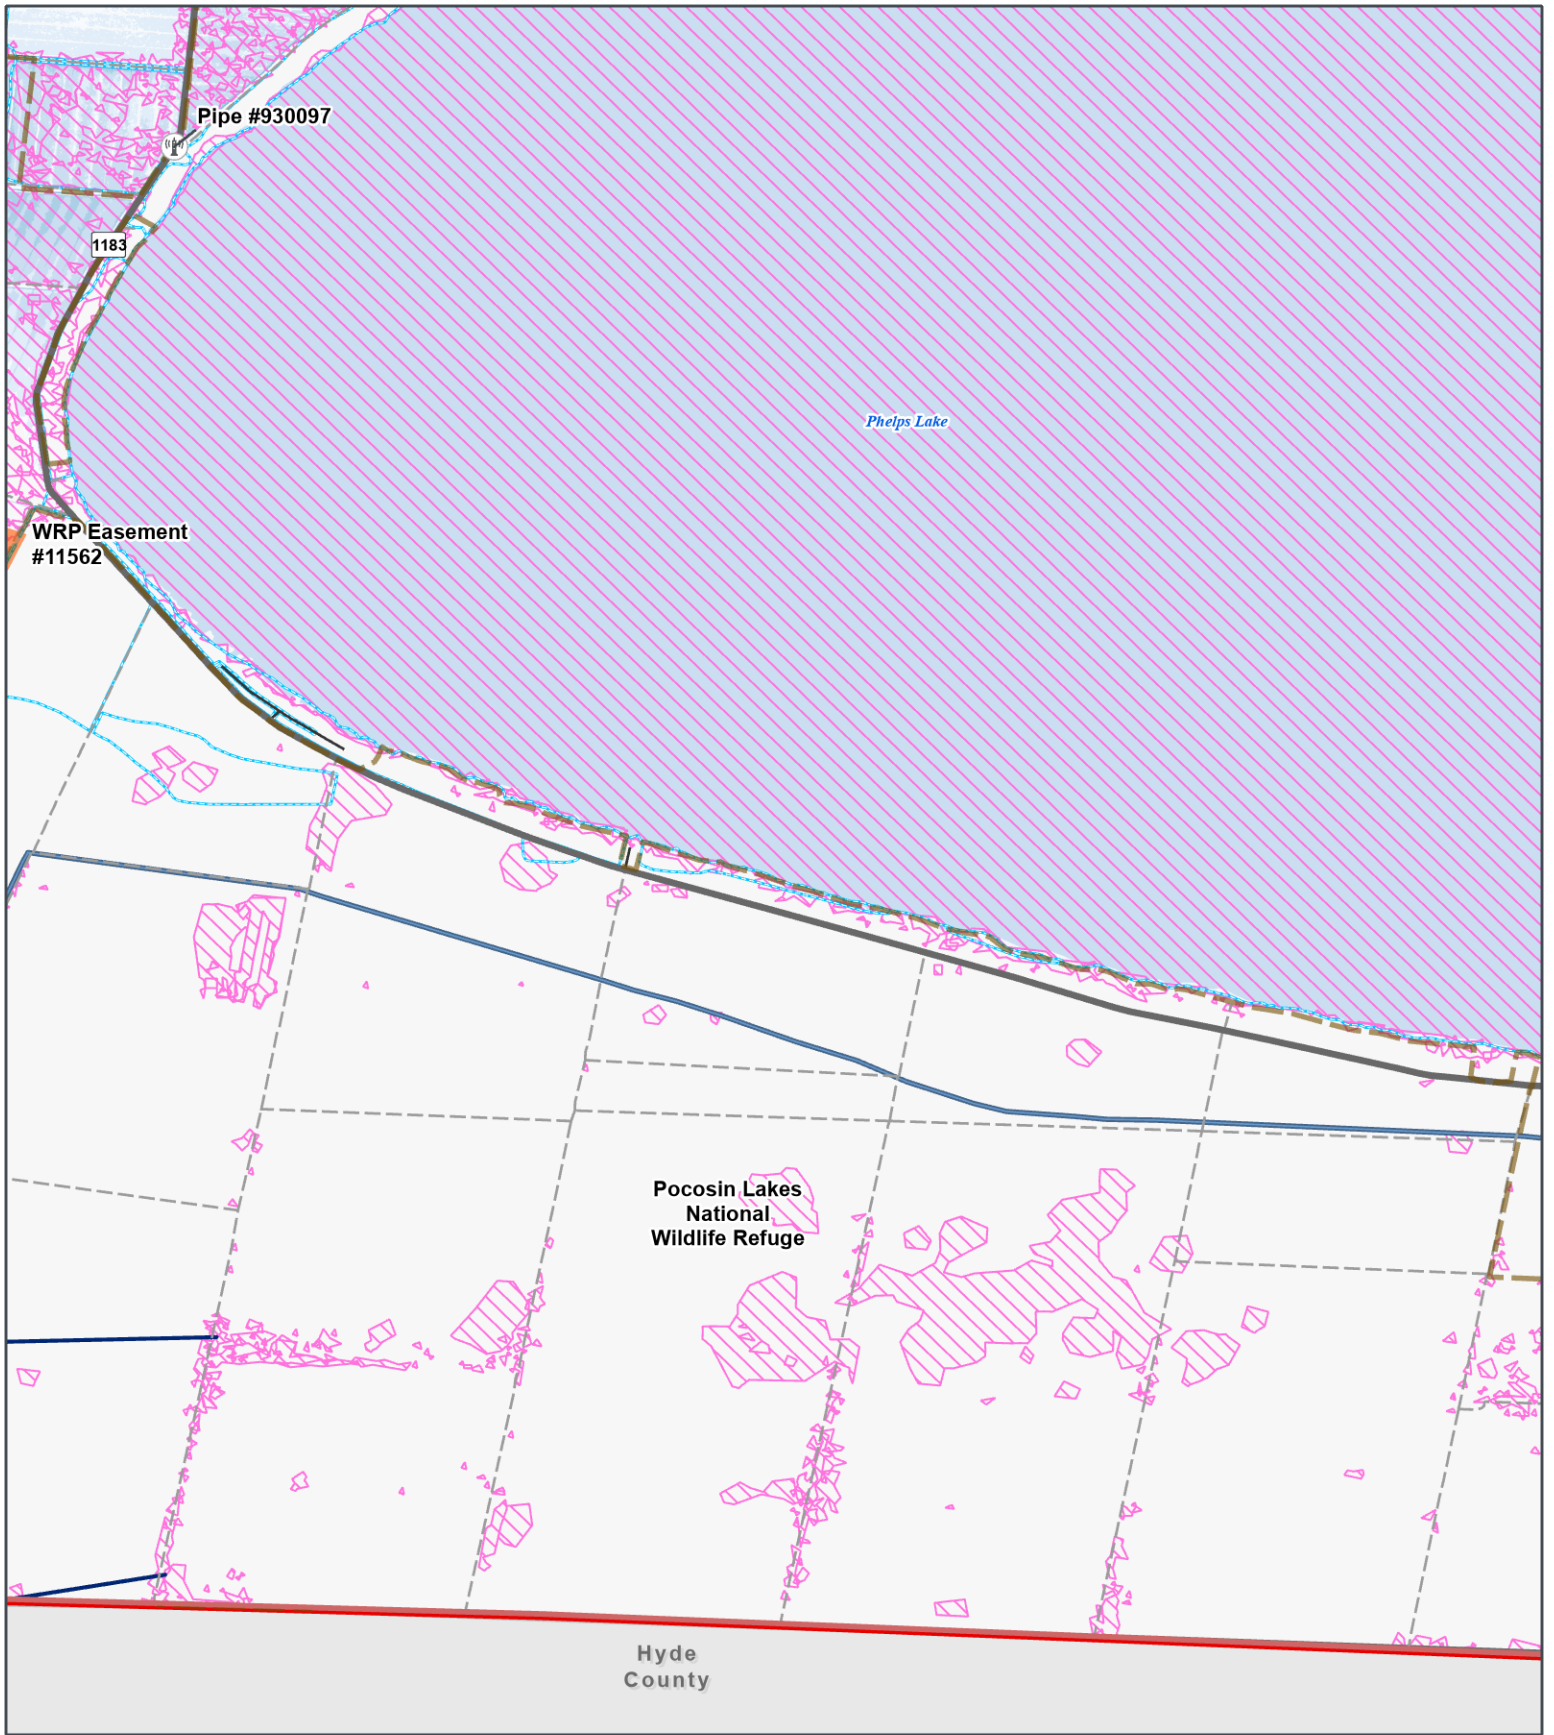 Pipe #930097
1183
Phelps Lake
WRP Easement
#11562
Pocosin Lakes
National
Wildlife Refuge
Hyde
County